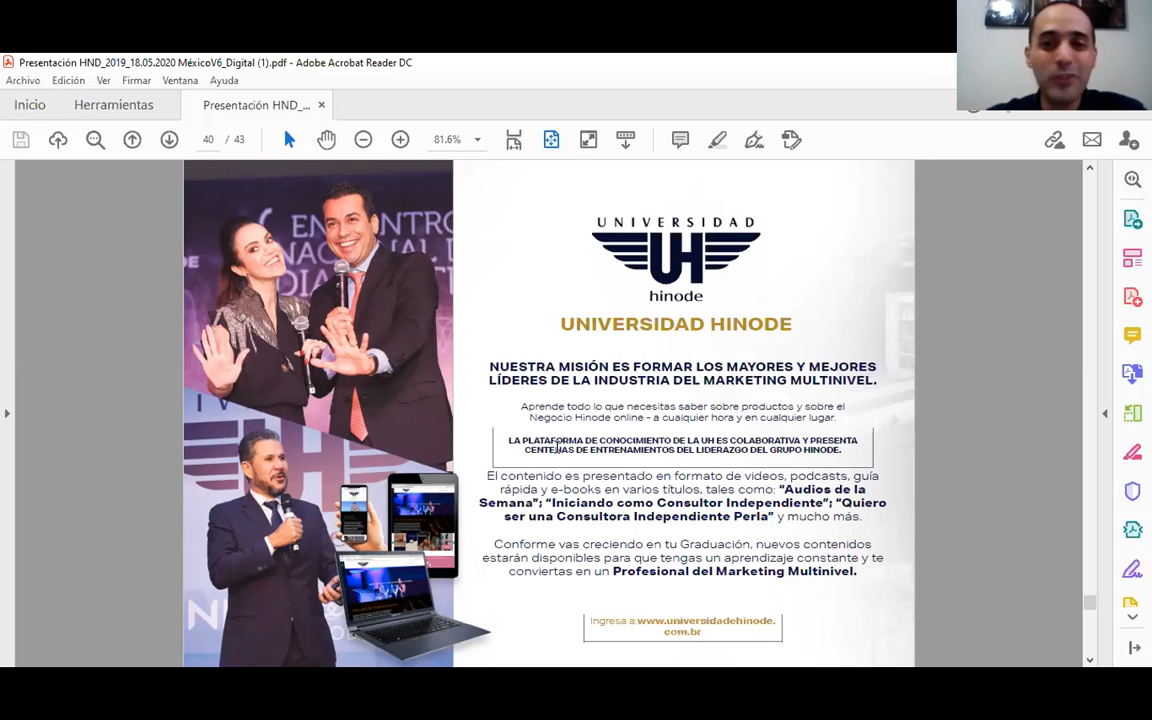 Presentación HND_2019_18.05.2020 MéxicoV6_Digital (1).pdf - Adobe Acrobat Reader DC
Archivo Edición Ver Firmar Ventana Ayuda
Inicio Herramientas Presentación HND_... ×
40 / 43 81.6%
ENCONTRO
NACIONAL
DIA
UNIVERSIDAD
UH
hinode
UNIVERSIDAD HINODE
NUESTRA MISIÓN ES FORMAR LOS MAYORES Y MEJORES
LÍDERES DE LA INDUSTRIA DEL MARKETING MULTINIVEL.
Aprende todo lo que necesitas saber sobre productos y sobre el
Negocio Hinode online - a cualquier hora y en cualquier lugar.
LA PLATAFORMA DE CONOCIMIENTO DE LA UH ES COLABORATIVA Y PRESENTA
CENTENAS DE ENTRENAMIENTOS DEL LIDERAZGO DEL GRUPO HINODE.
El contenido es presentado en formato de videos, podcasts, guía
rápida y e-books en varios títulos, tales como: “Audios de la
Semana”; “Iniciando como Consultor Independiente”; “Quiero
ser una Consultora Independiente Perla” y mucho más.
Conforme vas creciendo en tu Graduación, nuevos contenidos
estarán disponibles para que tengas un aprendizaje constante y te
conviertas en un Profesional del Marketing Multinivel.
Ingresa a:www.universidadehinode.
com.br